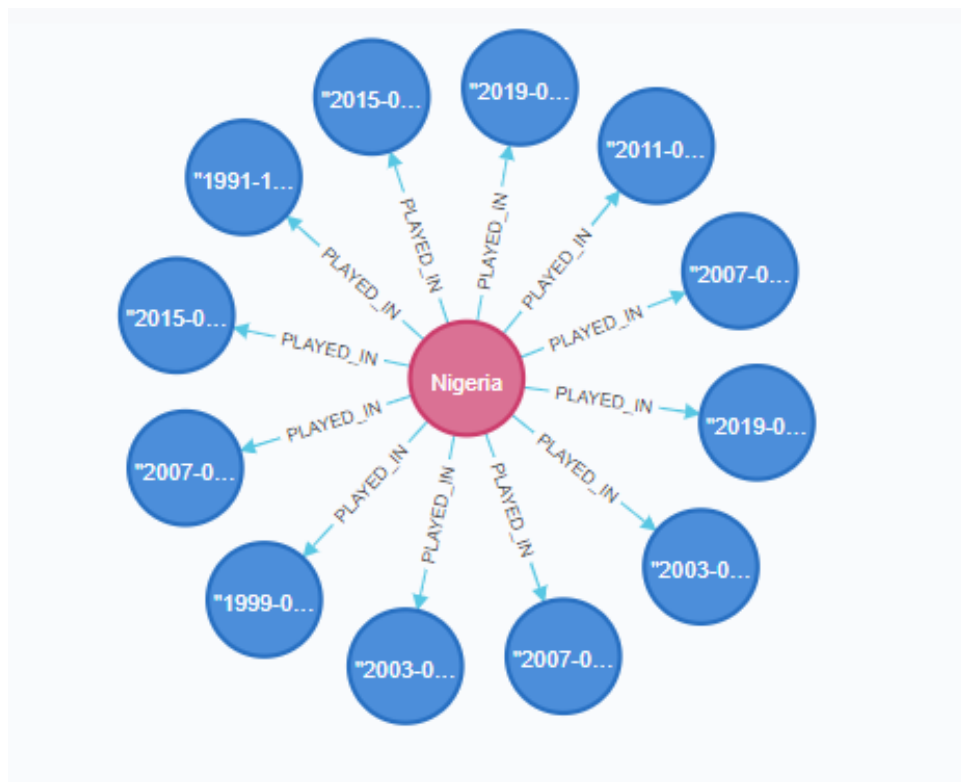 "2019-0...
"2015-0...
"2011-0...
"1991-1...
PLAYED_IN
PLAYED_IN
PLAYED_IN
PLAYED_IN
"2007-0...
"2015-0...
PLAYED_IN
PLAYED_IN
Nigeria
PLAYED_IN
PLAYED_IN
"2019-0...
"2007-0...
PLAYED_IN
PLAYED_IN
PLAYED_IN
PLAYED_IN
"2003-0...
"1999-0...
"2007-0...
"2003-0...